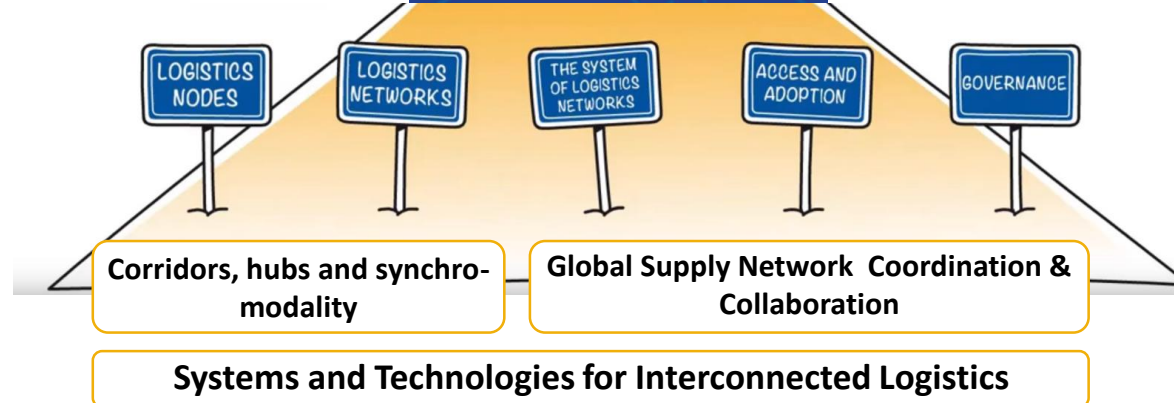 LOGISTICS
NODES
LOGISTICS
NETWORKS
THE SYSTEM
OF LOGISTICS
NETWORKS
ACCESS AND
ADOPTION
GOVERNANCE
Corridors, hubs and synchro-
modality
Global Supply Network Coordination &
Collaboration
Systems and Technologies for Interconnected Logistics